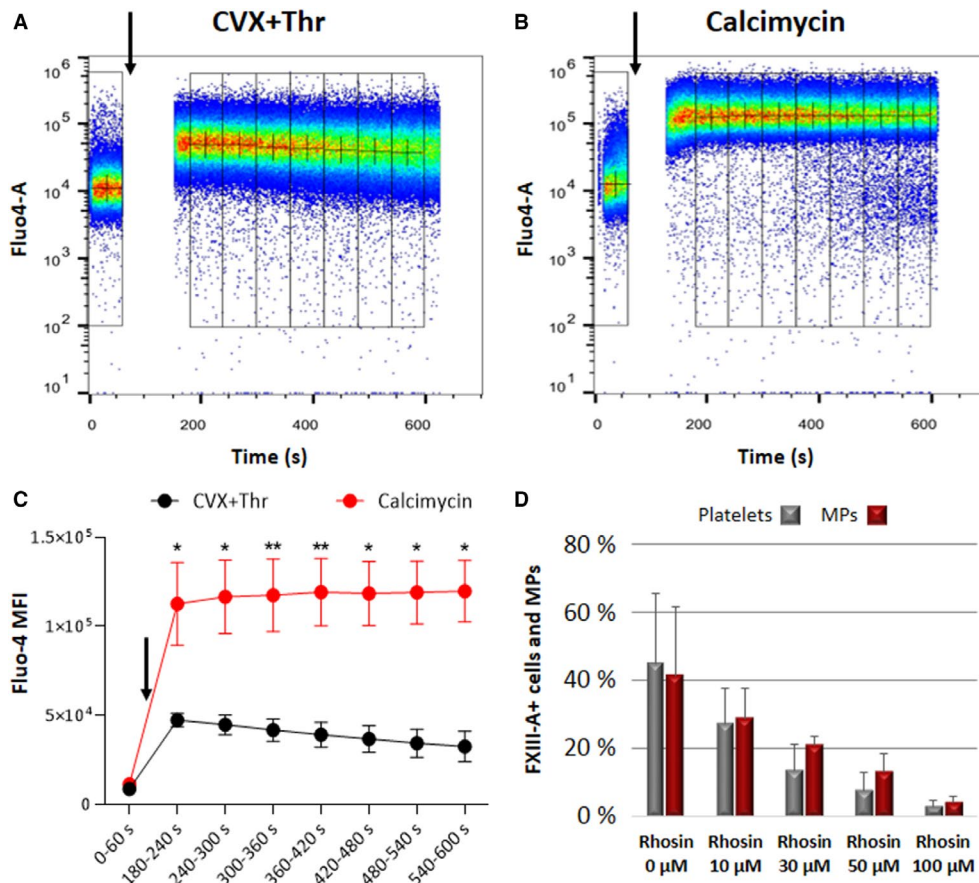 A
CVX+Thr
10⁶
10⁵
10⁴
10³
10²
10¹
Fluo4-A
0 200 400 600
Time (s)
B
Calcimycin
10⁶
10⁵
10⁴
10³
10²
10¹
Fluo4-A
0 200 400 600
Time (s)
C
CVX+Thr Calcimycin
1.5×10⁵
1×10⁵
5×10⁴
0
Fluo-4 MFI
* * ** ** * * *
0-60 s 180-240 s 240-300 s 300-360 s 360-420 s 420-480 s 480-540 s 540-600 s
D
Platelets MPs
80 %
60 %
40 %
20 %
0 %
FXIII-A+ cells and MPs
Rhosin Rhosin Rhosin Rhosin Rhosin
0 µM 10 µM 30 µM 50 µM 100 µM